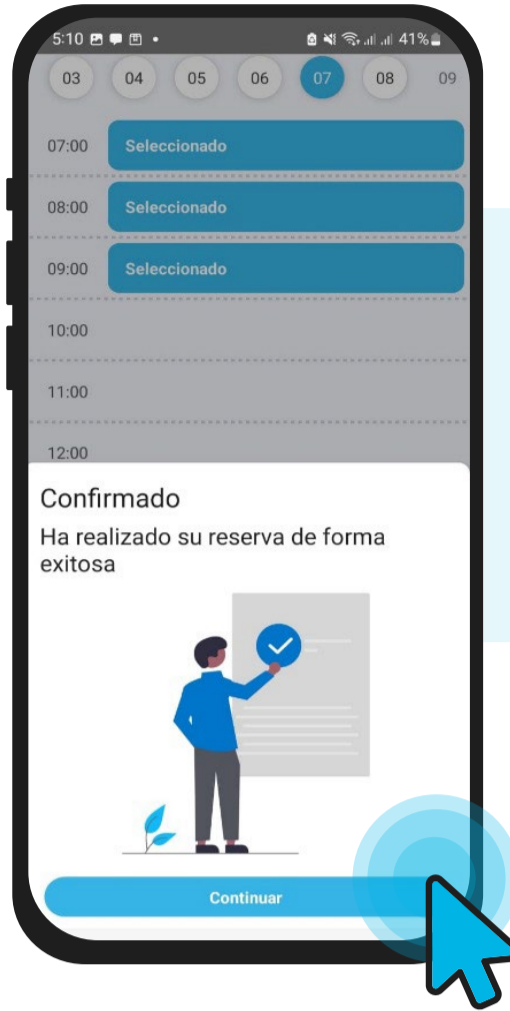 5:10 41%
03 04 05 06 07 08 09
07:00 Seleccionado
08:00 Seleccionado
09:00 Seleccionado
10:00
11:00
12:00
Confirmado
Ha realizado su reserva de forma
exitosa
Continuar